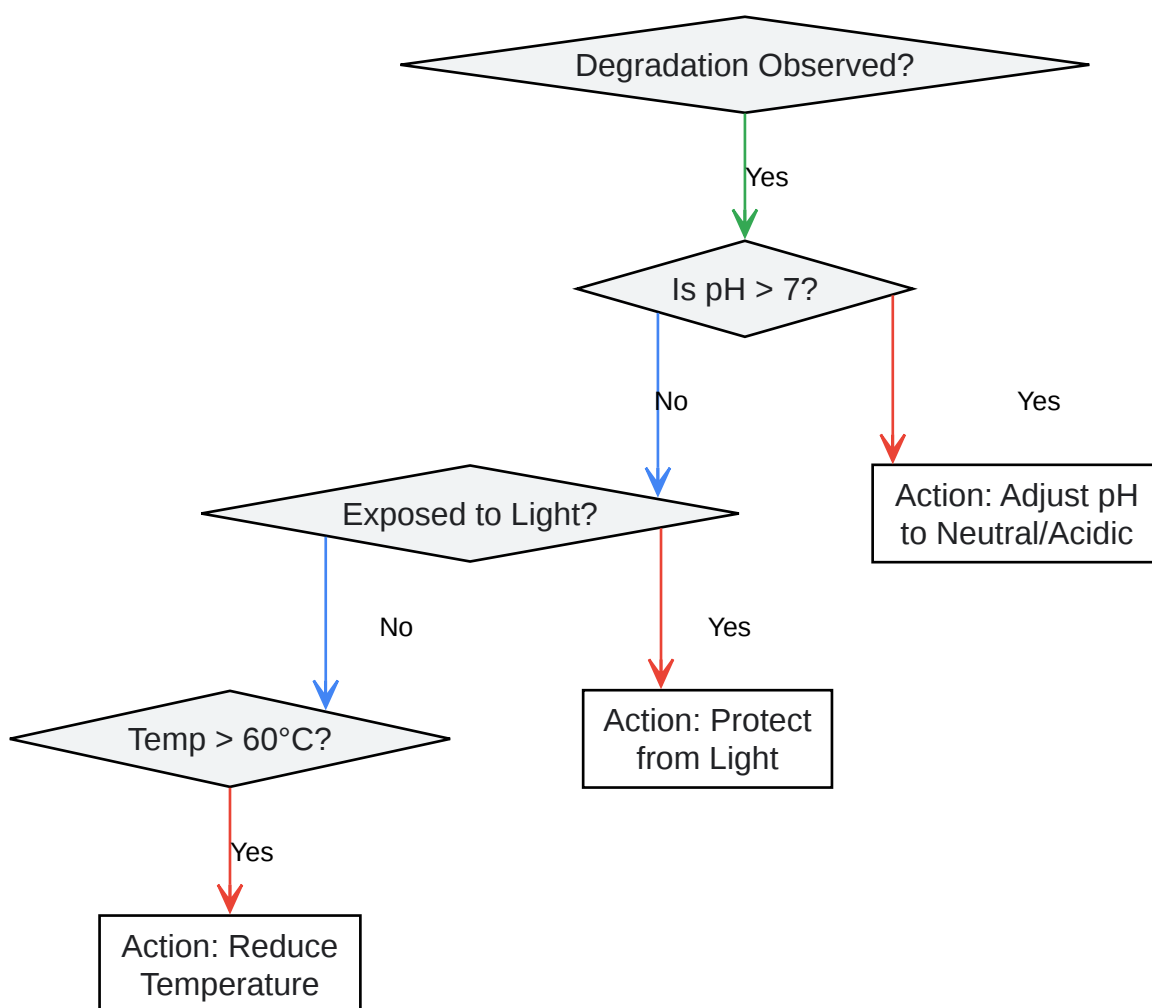 Degradation Observed?
Yes
Is pH > 7?
No
Yes
Exposed to Light?
Action: Adjust pH
to Neutral/Acidic
No
Yes
Temp > 60°C?
Action: Protect
from Light
Yes
Action: Reduce
Temperature